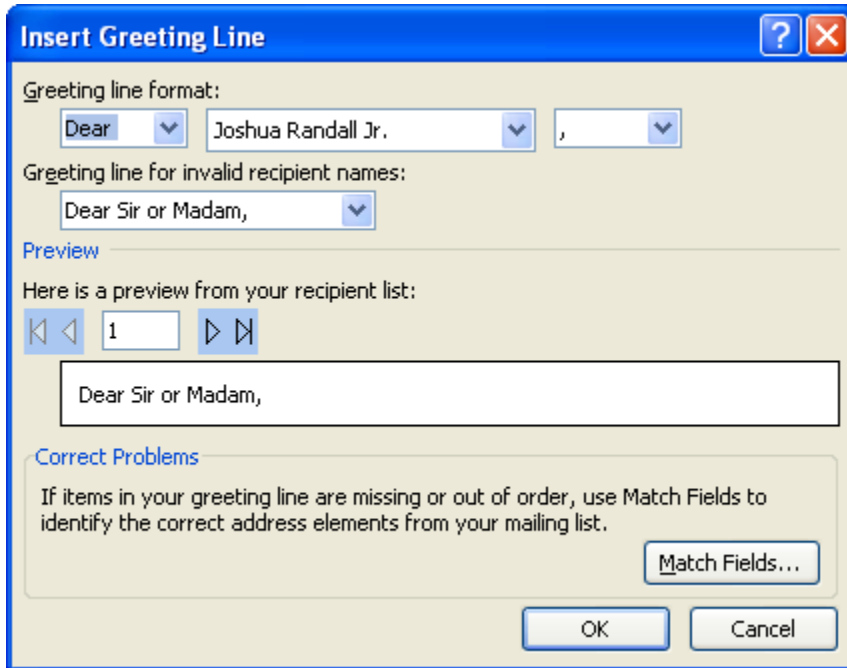 Insert Greeting Line
Greeting line format:
Dear Joshua Randall Jr. ,
Greeting line for invalid recipient names:
Dear Sir or Madam,
Preview
Here is a preview from your recipient list:
1
Dear Sir or Madam,
Correct Problems
If items in your greeting line are missing or out of order, use Match Fields to
identify the correct address elements from your mailing list.
Match Fields...
OK Cancel